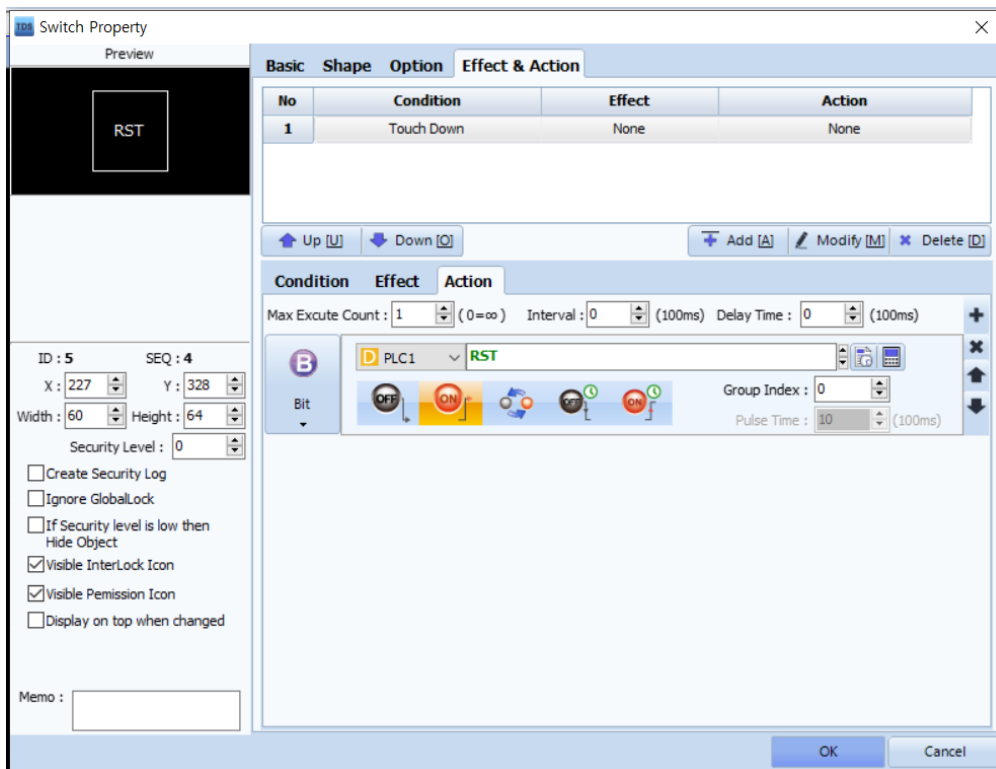 TDS Switch Property
Preview
RST
Basic Shape Option Effect & Action
No Condition Effect Action
1 Touch Down None None
Up [U] Down [O] Add [A] Modify [M] Delete [D]
Condition Effect Action
Max Excute Count : 1 ( 0=∞ ) Interval : 0 (100ms) Delay Time : 0 (100ms)
B
Bit
D PLC1 RST
OFF ON OFF ON
Group Index : 0
Pulse Time : 10 (100ms)
ID : 5 SEQ : 4
X : 227 Y : 328
Width : 60 Height : 64
Security Level : 0
Create Security Log
Ignore GlobalLock
If Security level is low then
Hide Object
Visible InterLock Icon
Visible Pemission Icon
Display on top when changed
Memo :
OK Cancel